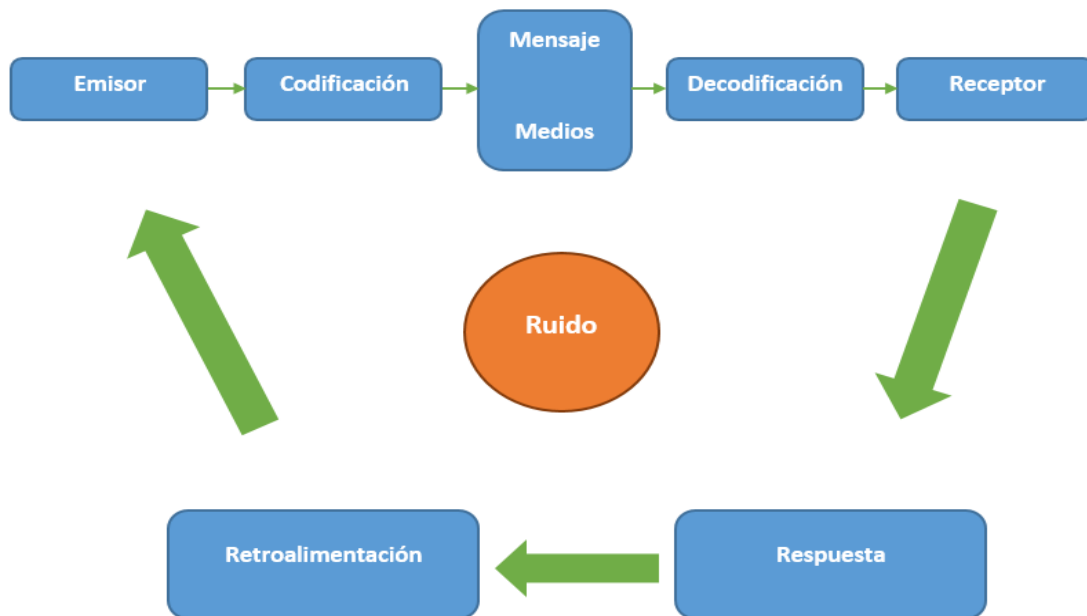 Emisor
Codificación
Mensaje
Medios
Decodificación
Receptor
Ruido
Retroalimentación
Respuesta